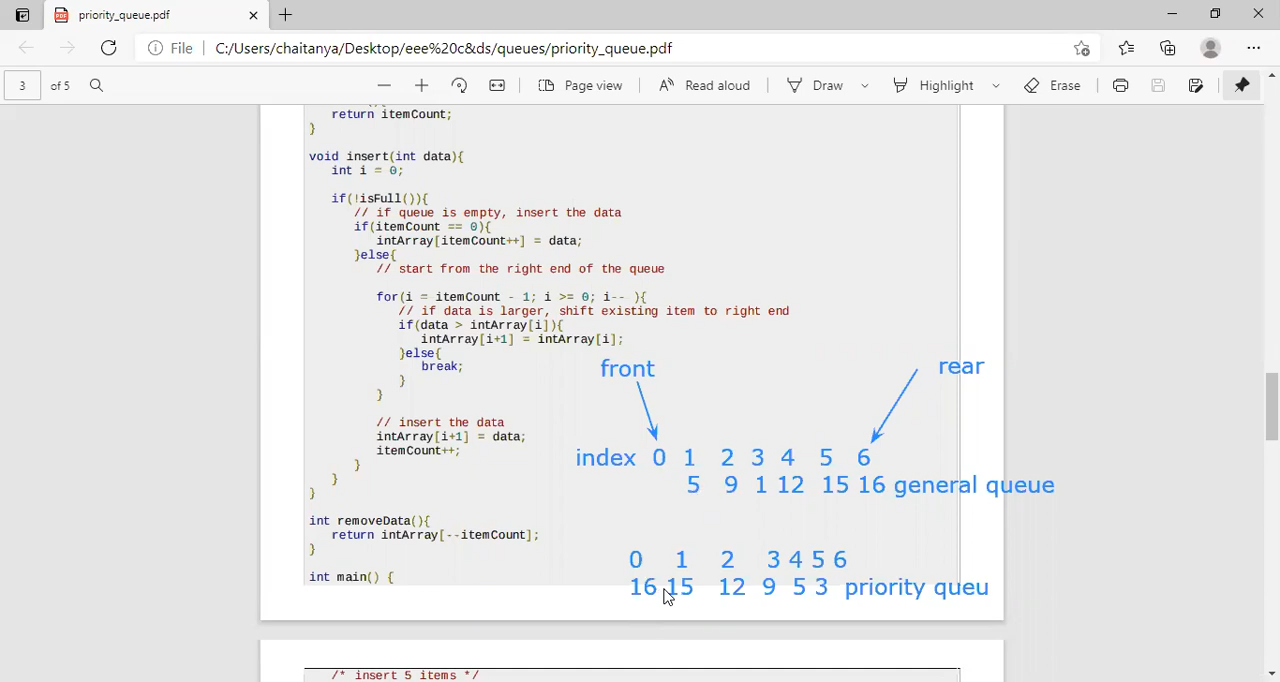 priority_queue.pdf
File C:/Users/chaitanya/Desktop/eee%20c&ds/queues/priority_queue.pdf
3 of 5 Page view Read aloud Draw Highlight Erase
return itemCount;
}
void insert(int data){
int i = 0;
if(!isFull()){
// if queue is empty, insert the data
if(itemCount == 0){
intArray[itemCount++] = data;
}else{
// start from the right end of the queue
for(i = itemCount - 1; i >= 0; i-- ){
// if data is larger, shift existing item to right end
if(data > intArray[i]){
intArray[i+1] = intArray[i];
}else{
break;
}
}
// insert the data
intArray[i+1] = data;
itemCount++;
}
}
}
int removeData(){
return intArray[--itemCount];
}
int main() {
front rear
index 0 1 2 3 4 5 6
5 9 1 12 15 16 general queue
0 1 2 3 4 5 6
16 15 12 9 5 3 priority queu
/* insert 5 items */